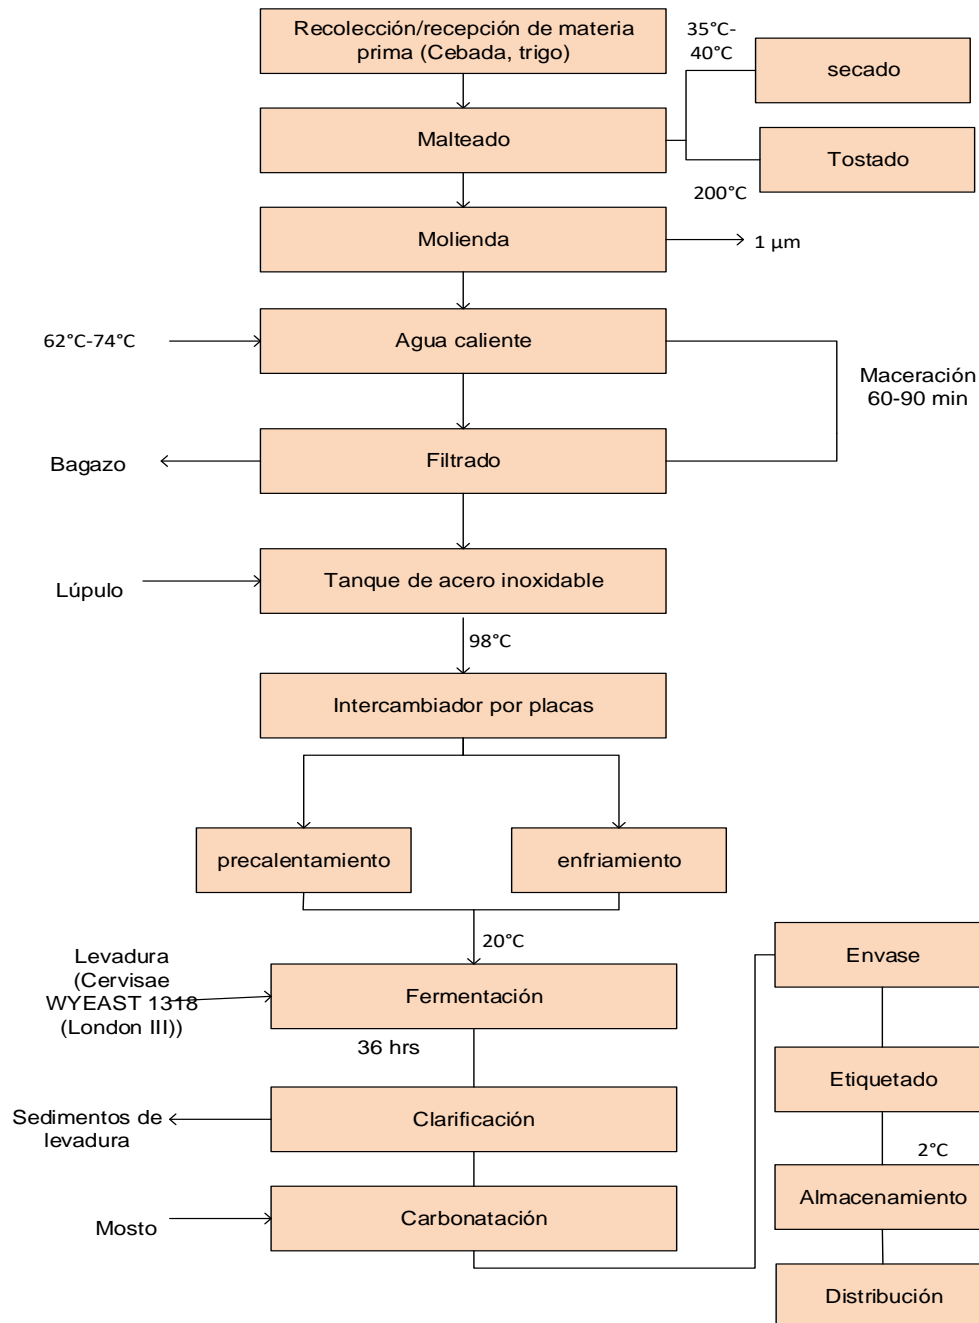 Recolección/recepción de materia
prima (Cebada, trigo)
35°C-
40°C
secado
Malteado
Tostado
200°C
Molienda
1 µm
62°C-74°C
Agua caliente
Maceración
60-90 min
Bagazo
Filtrado
Lúpulo
Tanque de acero inoxidable
98°C
Intercambiador por placas
precalentamiento
enfriamiento
20°C
Levadura
(Cervisae
WYEAST 1318
(London III))
Fermentación
36 hrs
Sedimentos de
levadura
Clarificación
Mosto
Carbonatación
Envase
Etiquetado
2°C
Almacenamiento
Distribución